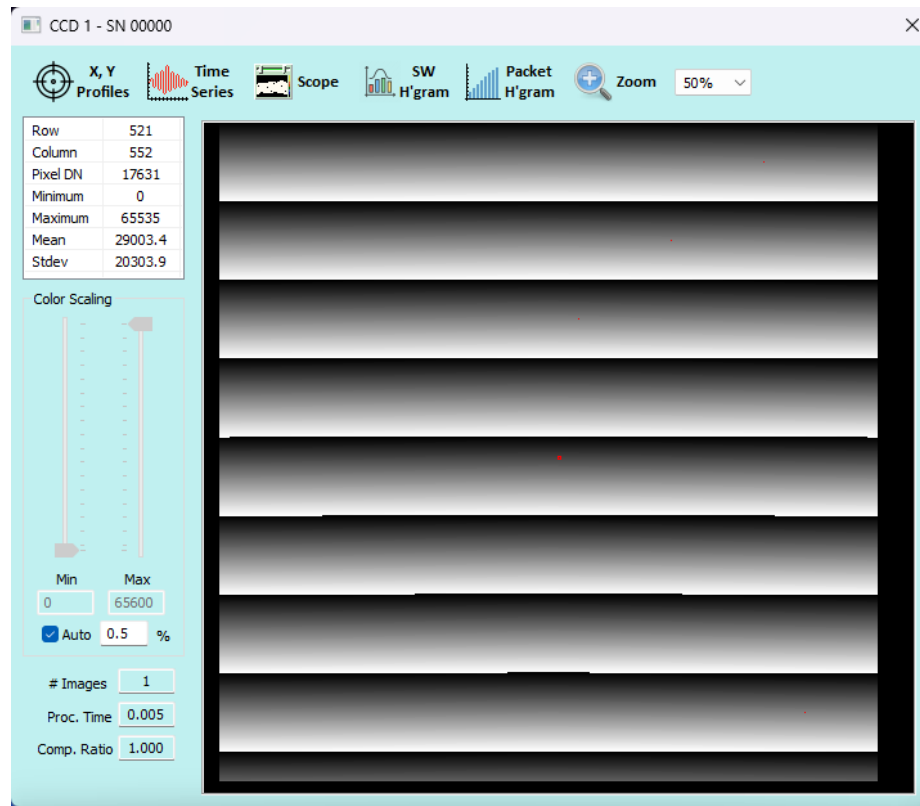 CCD 1 - SN 00000
X, Y Profiles
Time Series
Scope
SW H'gram
Packet H'gram
Zoom
50%
Row 521
Column 552
Pixel DN 17631
Minimum 0
Maximum 65535
Mean 29003.4
Stdev 20303.9
Color Scaling
Min Max
0 65600
Auto 0.5 %
# Images 1
Proc. Time 0.005
Comp. Ratio 1.000